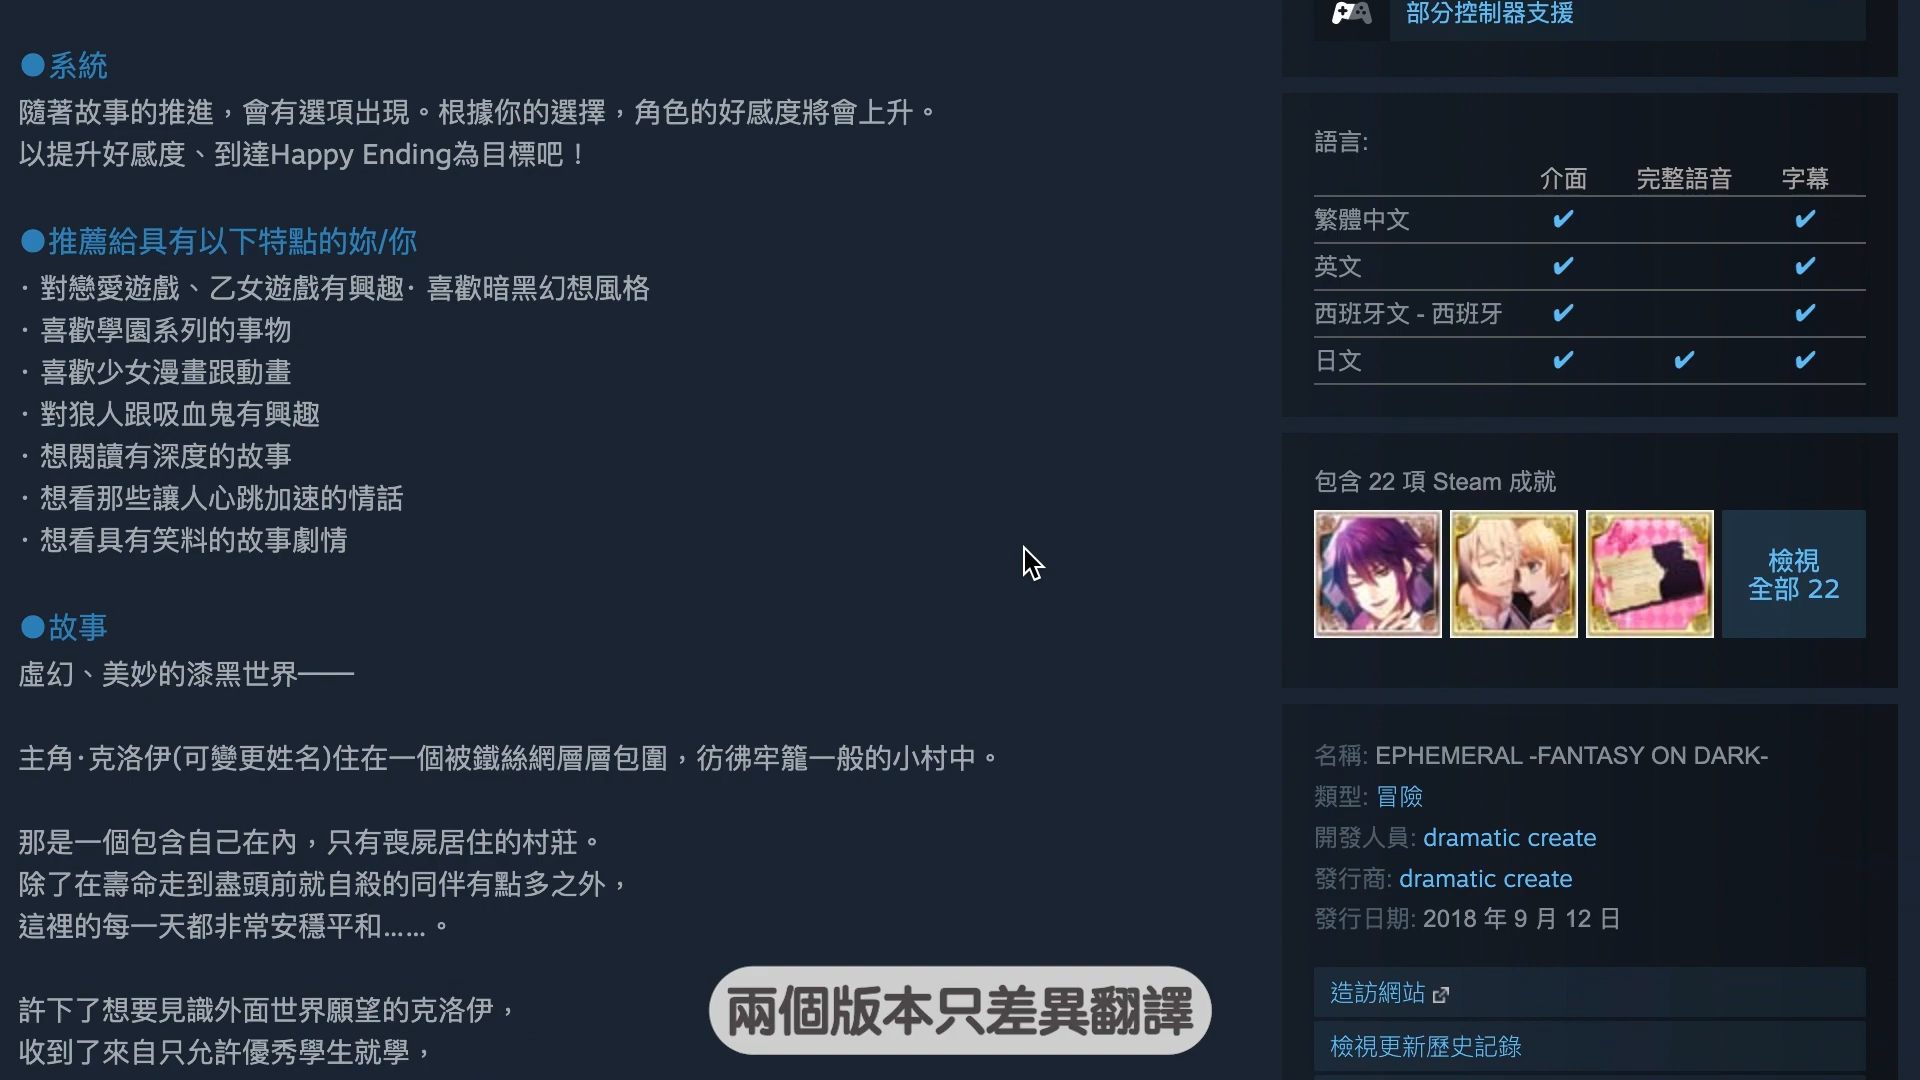 ●系統
隨著故事的推進，會有選項出現。根據你的選擇，角色的好感度將會上升。
以提升好感度、到達Happy Ending為目標吧！
●推薦給具有以下特點的妳/你
・對戀愛遊戲、乙女遊戲有興趣・喜歡暗黑幻想風格
・喜歡學園系列的事物
・喜歡少女漫畫跟動畫
・對狼人跟吸血鬼有興趣
・想閱讀有深度的故事
・想看那些讓人心跳加速的情話
・想看具有笑料的故事劇情
●故事
虛幻、美妙的漆黑世界——
主角·克洛伊(可變更姓名)住在一個被鐵絲網層層包圍，彷彿牢籠一般的小村中。
那是一個包含自己在內，只有喪屍居住的村莊。
除了在壽命走到盡頭前就自殺的同伴有點多之外，
這裡的每一天都非常安穩平和……。
許下了想要見識外面世界願望的克洛伊，
收到了來自只允許優秀學生就學，
兩個版本只差異翻譯
部分控制器支援
語言:
介面 完整語音 字幕
繁體中文 ✔ ✔
英文 ✔ ✔
西班牙文 - 西班牙 ✔ ✔
日文 ✔ ✔ ✔
包含 22 項 Steam 成就
檢視
全部 22
名稱: EPHEMERAL -FANTASY ON DARK-
類型: 冒險
開發人員: dramatic create
發行商: dramatic create
發行日期: 2018 年 9 月 12 日
造訪網站
檢視更新歷史記錄